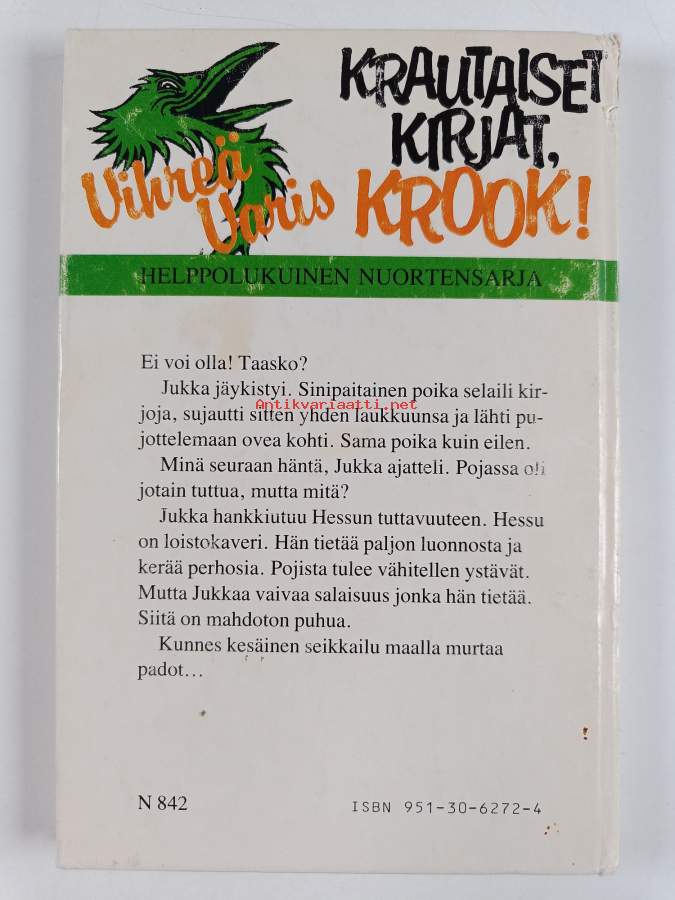 KRAUTAISET
KIRJAT,
Vihreä
Varis
KROOK!
HELPPOLUKUINEN NUORTENSARJA
Ei voi olla! Taasko?
Jukka jäykistyi. Sinipaitainen poika selaili kir-
joja, sujautti sitten yhden laukkuunsa ja lähti pu-
Antikvariaatti.net
jottelemaan ovea kohti. Sama poika kuin eilen.
Minä seuraan häntä, Jukka ajatteli. Pojassa oli
jotain tuttua, mutta mitä?
Jukka hankkiutuu Hessun tuttavuuteen. Hessu
on loistokaveri. Hän tietää paljon luonnosta ja
kerää perhosia. Pojista tulee vähitellen ystävät.
Mutta Jukkaa vaivaa salaisuus jonka hän tietää.
Siitä on mahdoton puhua.
Kunnes kesäinen seikkailu maalla murtaa
padot...
N 842
ISBN 951-30-6272-4